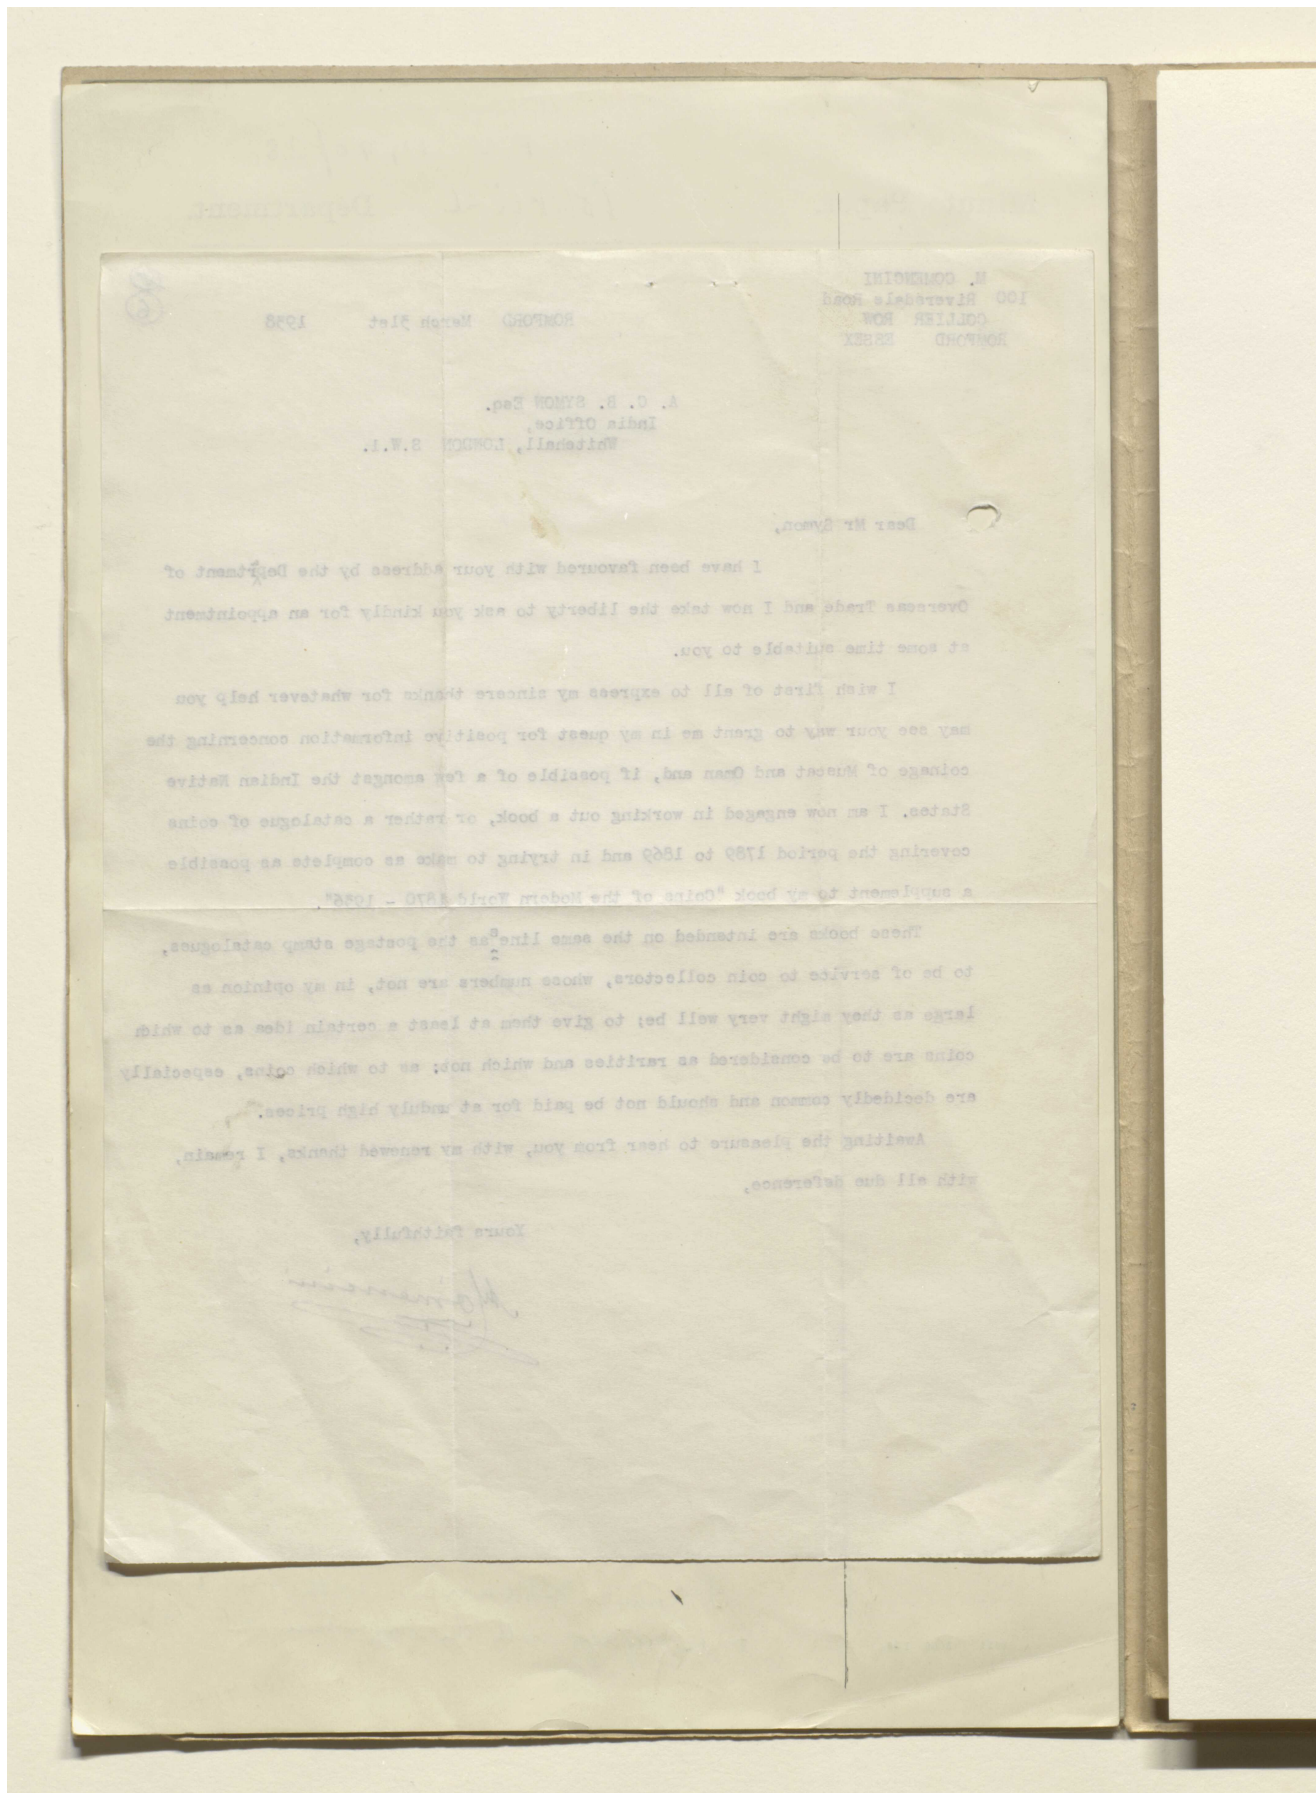 M. COMENCINI
100 Riversdale Road
COLLIER ROW
ROMFORD ESSEX
ROMFORD March 31st 1938
A. C. B. SYMON Esq.
India Office,
Whitehall, LONDON S.W.1.
Dear Mr Symon,
I have been favoured with your address by the Department of
Overseas Trade and I now take the liberty to ask you kindly for an appointment
at some time suitable to you.
I wish first of all to express my sincere thanks for whatever help you
may see your way to grant me in my quest for positive information concerning the
coinage of Muscat and Oman and, if possible of a few amongst the Indian Native
States. I am now engaged in working out a book, or rather a catalogue of coins
covering the period 1789 to 1869 and in trying to make as complete as possible
a supplement to my book "Coins of the Modern World 1870 - 1936".
These books are intended on the same lines as the postage stamp catalogues,
to be of service to coin collectors, whose numbers are not, in my opinion as
large as they might very well be; to give them at least a certain idea as to which
coins are to be considered as rarities and which not; as to which coins, especially
are decidedly common and should not be paid for at unduly high prices.
Awaiting the pleasure to hear from you, with my renewed thanks, I remain,
with all due deference,
Yours faithfully,
Department